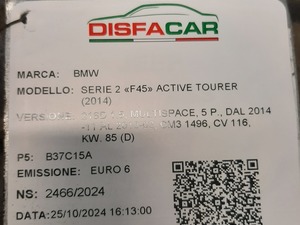 DISFACAR
MARCA: BMW
MODELLO: SERIE 2 «F45» ACTIVE TOURER
(2014)
5 P., DAL 2014
CM3 1496, CV 116,
KW. 85 (D)
P5: B37C15A
EMISSIONE: EURO 6
NS: 2466/2024
DATA:25/10/2024 16:13:00